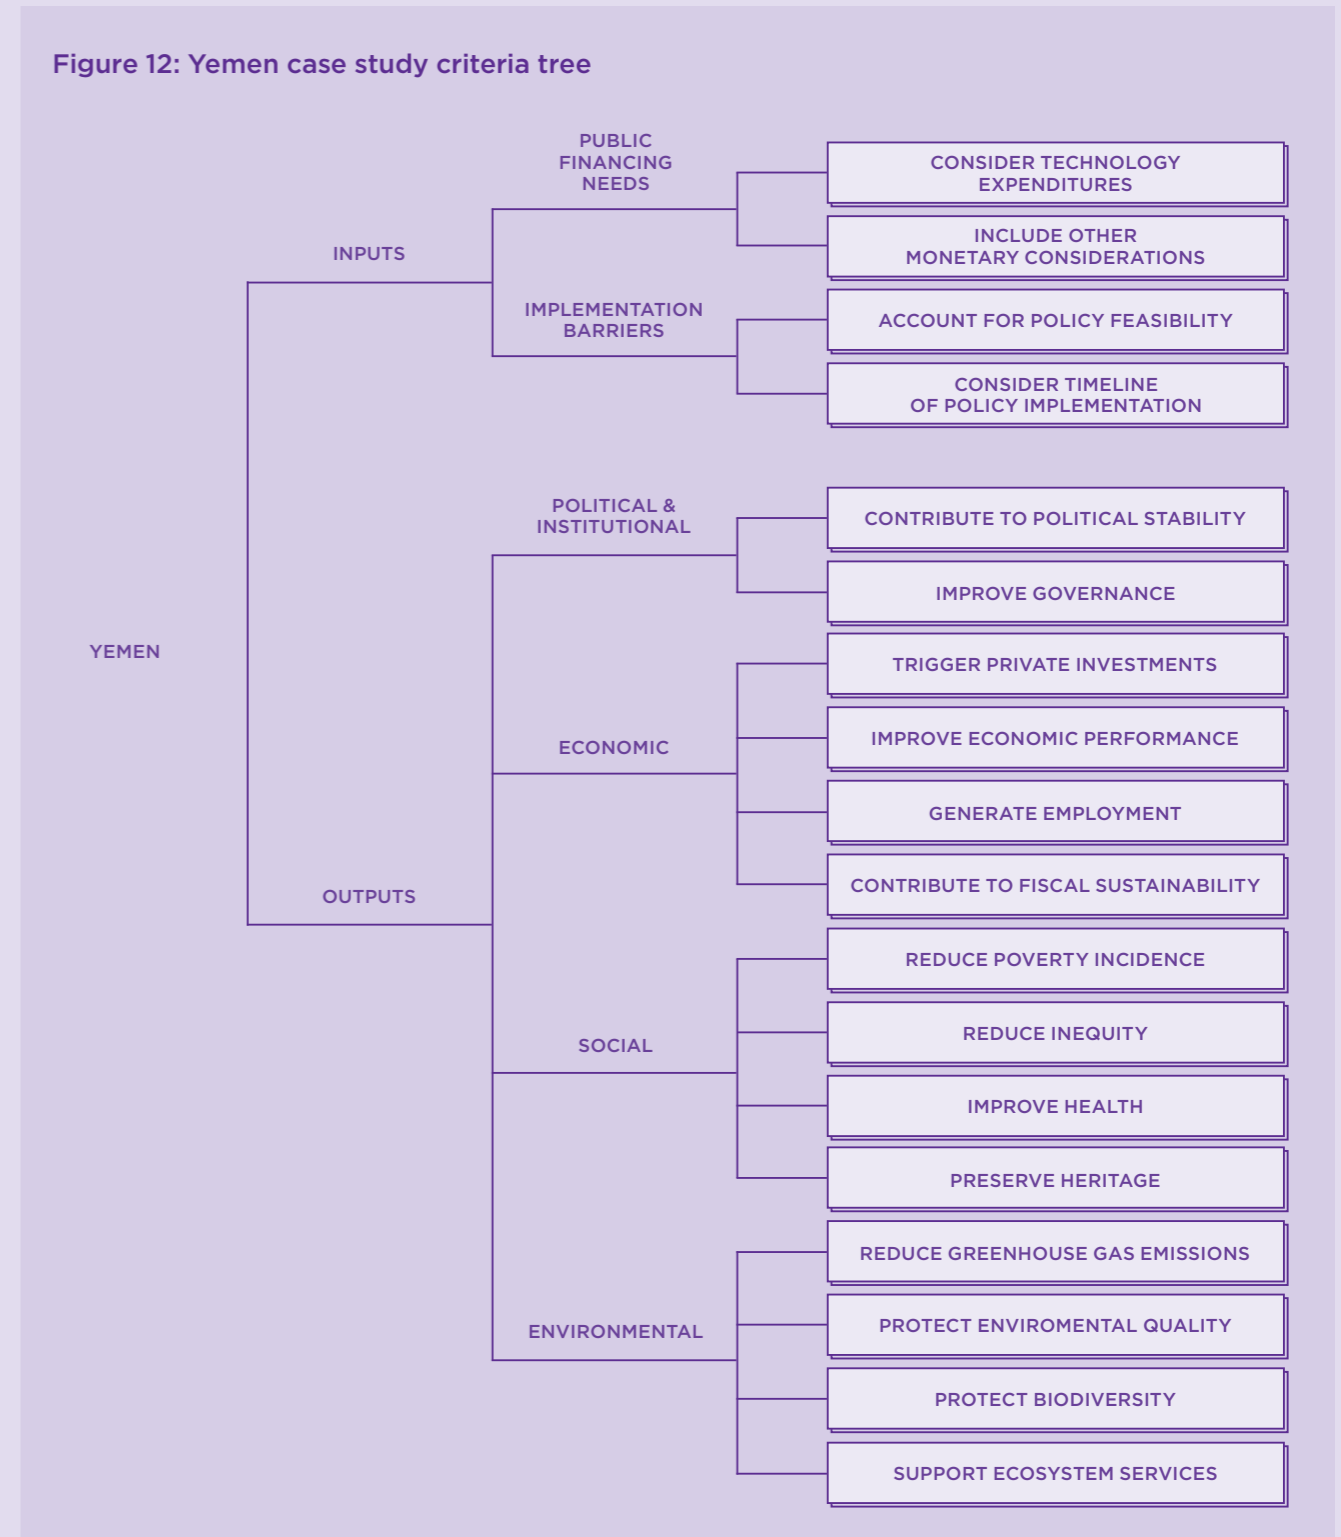 Figure 12: Yemen case study criteria tree
YEMEN
INPUTS
PUBLIC
FINANCING
NEEDS
CONSIDER TECHNOLOGY
EXPENDITURES
INCLUDE OTHER
MONETARY CONSIDERATIONS
IMPLEMENTATION
BARRIERS
ACCOUNT FOR POLICY FEASIBILITY
CONSIDER TIMELINE
OF POLICY IMPLEMENTATION
OUTPUTS
POLITICAL &
INSTITUTIONAL
CONTRIBUTE TO POLITICAL STABILITY
IMPROVE GOVERNANCE
ECONOMIC
TRIGGER PRIVATE INVESTMENTS
IMPROVE ECONOMIC PERFORMANCE
GENERATE EMPLOYMENT
CONTRIBUTE TO FISCAL SUSTAINABILITY
SOCIAL
REDUCE POVERTY INCIDENCE
REDUCE INEQUITY
IMPROVE HEALTH
PRESERVE HERITAGE
ENVIRONMENTAL
REDUCE GREENHOUSE GAS EMISSIONS
PROTECT ENVIROMENTAL QUALITY
PROTECT BIODIVERSITY
SUPPORT ECOSYSTEM SERVICES